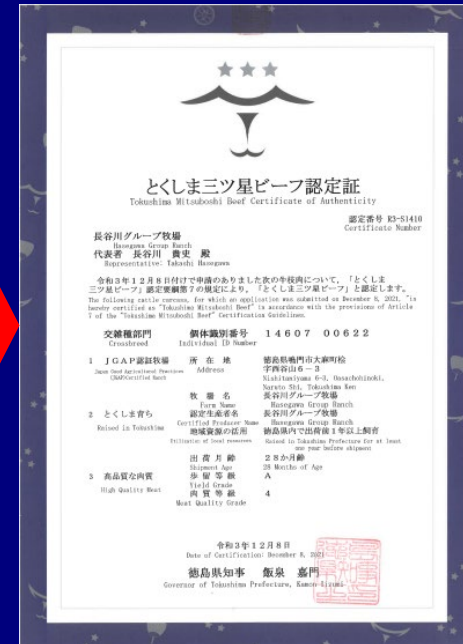 とくしま三ツ星ビーフ認定証
Tokushima Mitsuboshi Beef Certificate of Authenticity
認定番号 R3-S1410
Certificate Number
長谷川グループ牧場
Hasegawa Group Ranch
代表者 長谷川 貴史 殿
Representative: Takashi Hasegawa
令和3年12月8日付けで申請のありました次の牛枝肉について，「とくしま
三ツ星ビーフ」認定要綱第7の規定により，「とくしま三ツ星ビーフ」と認定します。
The following cattle carcass, for which an application was submitted on December 8, 2021, "is
hereby certified as "Tokushima Mitsuboshi Beef" in accordance with the provisions of Article
7 of the "Tokushima Mitsuboshi Beef" Certification Guidelines.
交雑種部門 個体識別番号 14607 00622
Crossbreed Individual ID Number
1 JGAP認証牧場 所在地 徳島県鳴門市大麻町桧
Japan Good Agricultural Practices Address 字西谷山6－3
(JGAP)Certified Ranch Nishitaniyama 6-3, Ooasachohinoki,
Naruto Shi, Tokushima Ken
牧場名 長谷川グループ牧場
Farm Name Hasegawa Group Ranch
2 とくしま育ち 認定生産者名 長谷川グループ牧場
Raised in Tokushima Certified Producer Name Hasegawa Group Ranch
地域資源の活用 徳島県内で出荷前1年以上飼育
Utilization of local resources Raised in Tokushima Prefecture for at least
one year before shipment
出荷月齢 28か月齢
Shipment Age 28 Months of Age
3 高品質な肉質 歩留等級 A
High Quality Meat Yield Grade
肉質等級 4
Meat Quality Grade
令和3年12月8日
Date of Certification: December 8, 2021
徳島県知事 飯泉 嘉門
Governor of Tokushima Prefecture, Kamon Iizumi